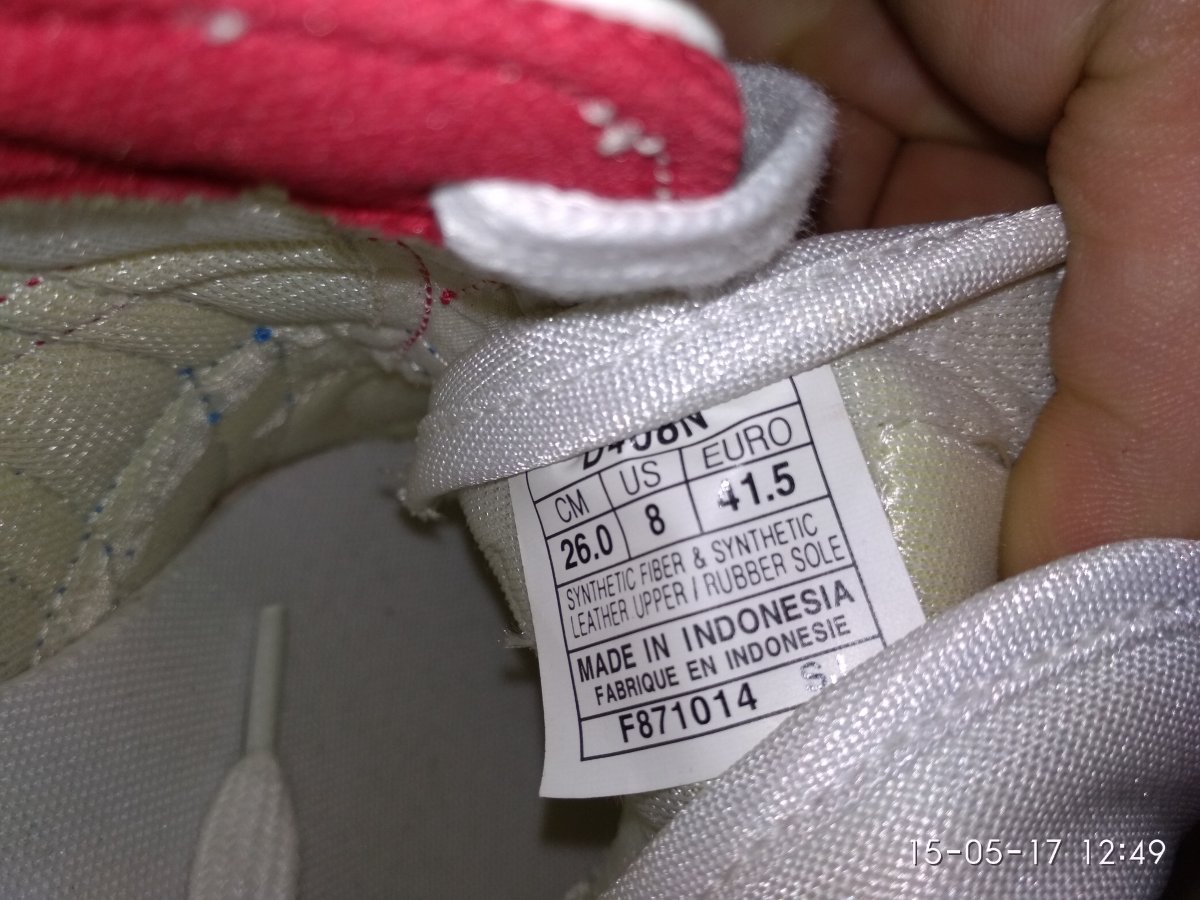 CM US EURO
26.0 8 41.5
SYNTHETIC FIBER & SYNTHETIC
LEATHER UPPER / RUBBER SOLE
MADE IN INDONESIA
FABRIQUE EN INDONESIE
F871014
15-05-17 12:49